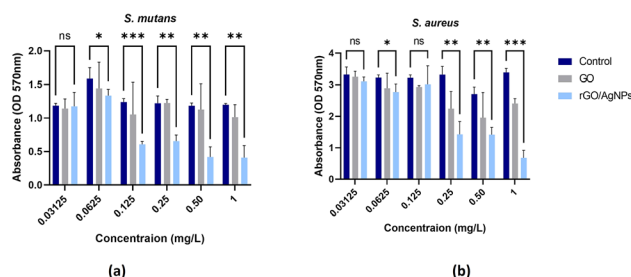 S. mutans
(a)
ns
*
***
**
**
**
Absorbance (OD 570nm)
2.0
1.5
1.0
0.5
0.0
0.03125
0.0625
0.125
0.25
0.50
1
Concentraion (mg/L)
(a)
S. aureus
(b)
ns
*
ns
**
**
***
Absorbance (OD 570nm)
4
3
2
1
0
0.03125
0.0625
0.125
0.25
0.50
1
Concentraion (mg/L)
(b)
Control
GO
rGO/AgNPs